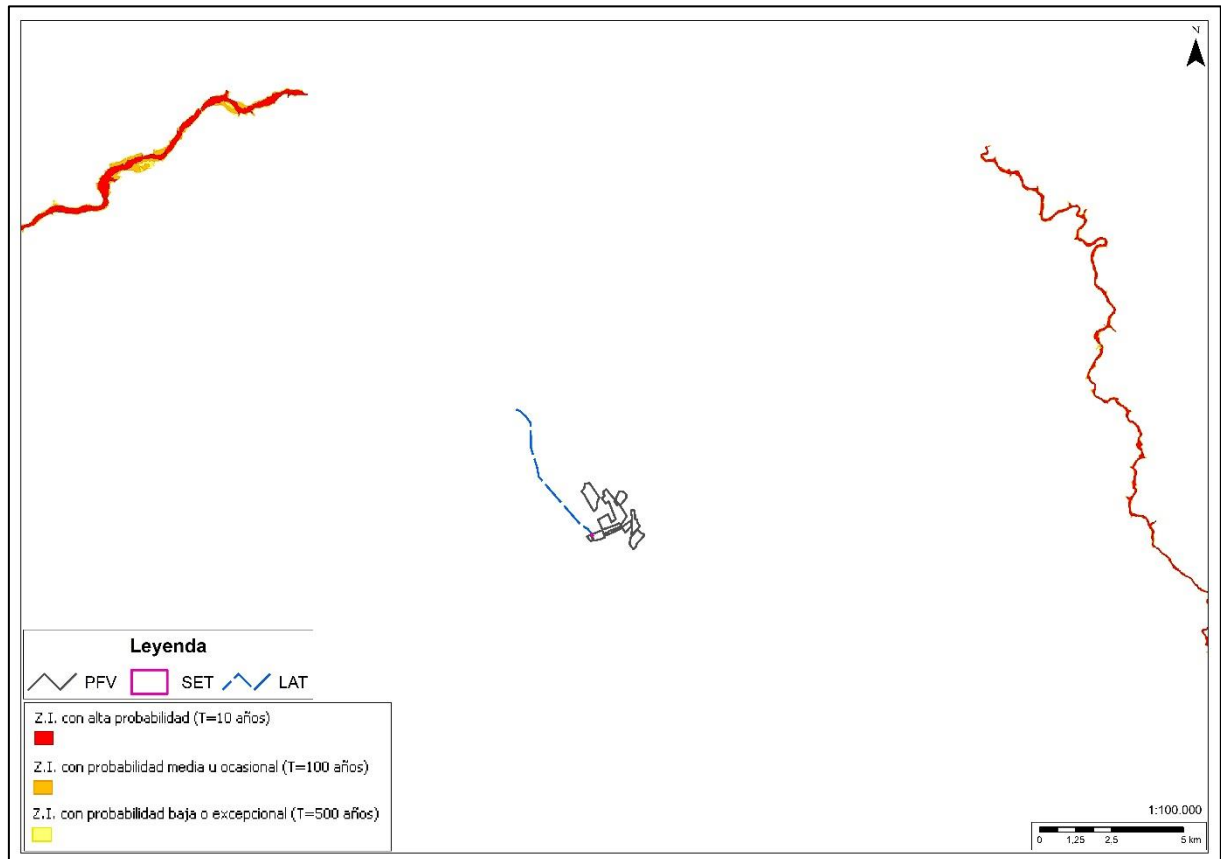 N
Leyenda
PFV SET LAT
Z.I. con alta probabilidad (T=10 años)
Z.I. con probabilidad media u ocasional (T=100 años)
Z.I. con probabilidad baja o excepcional (T=500 años)
1:100.000
0 1,25 2,5 5 km